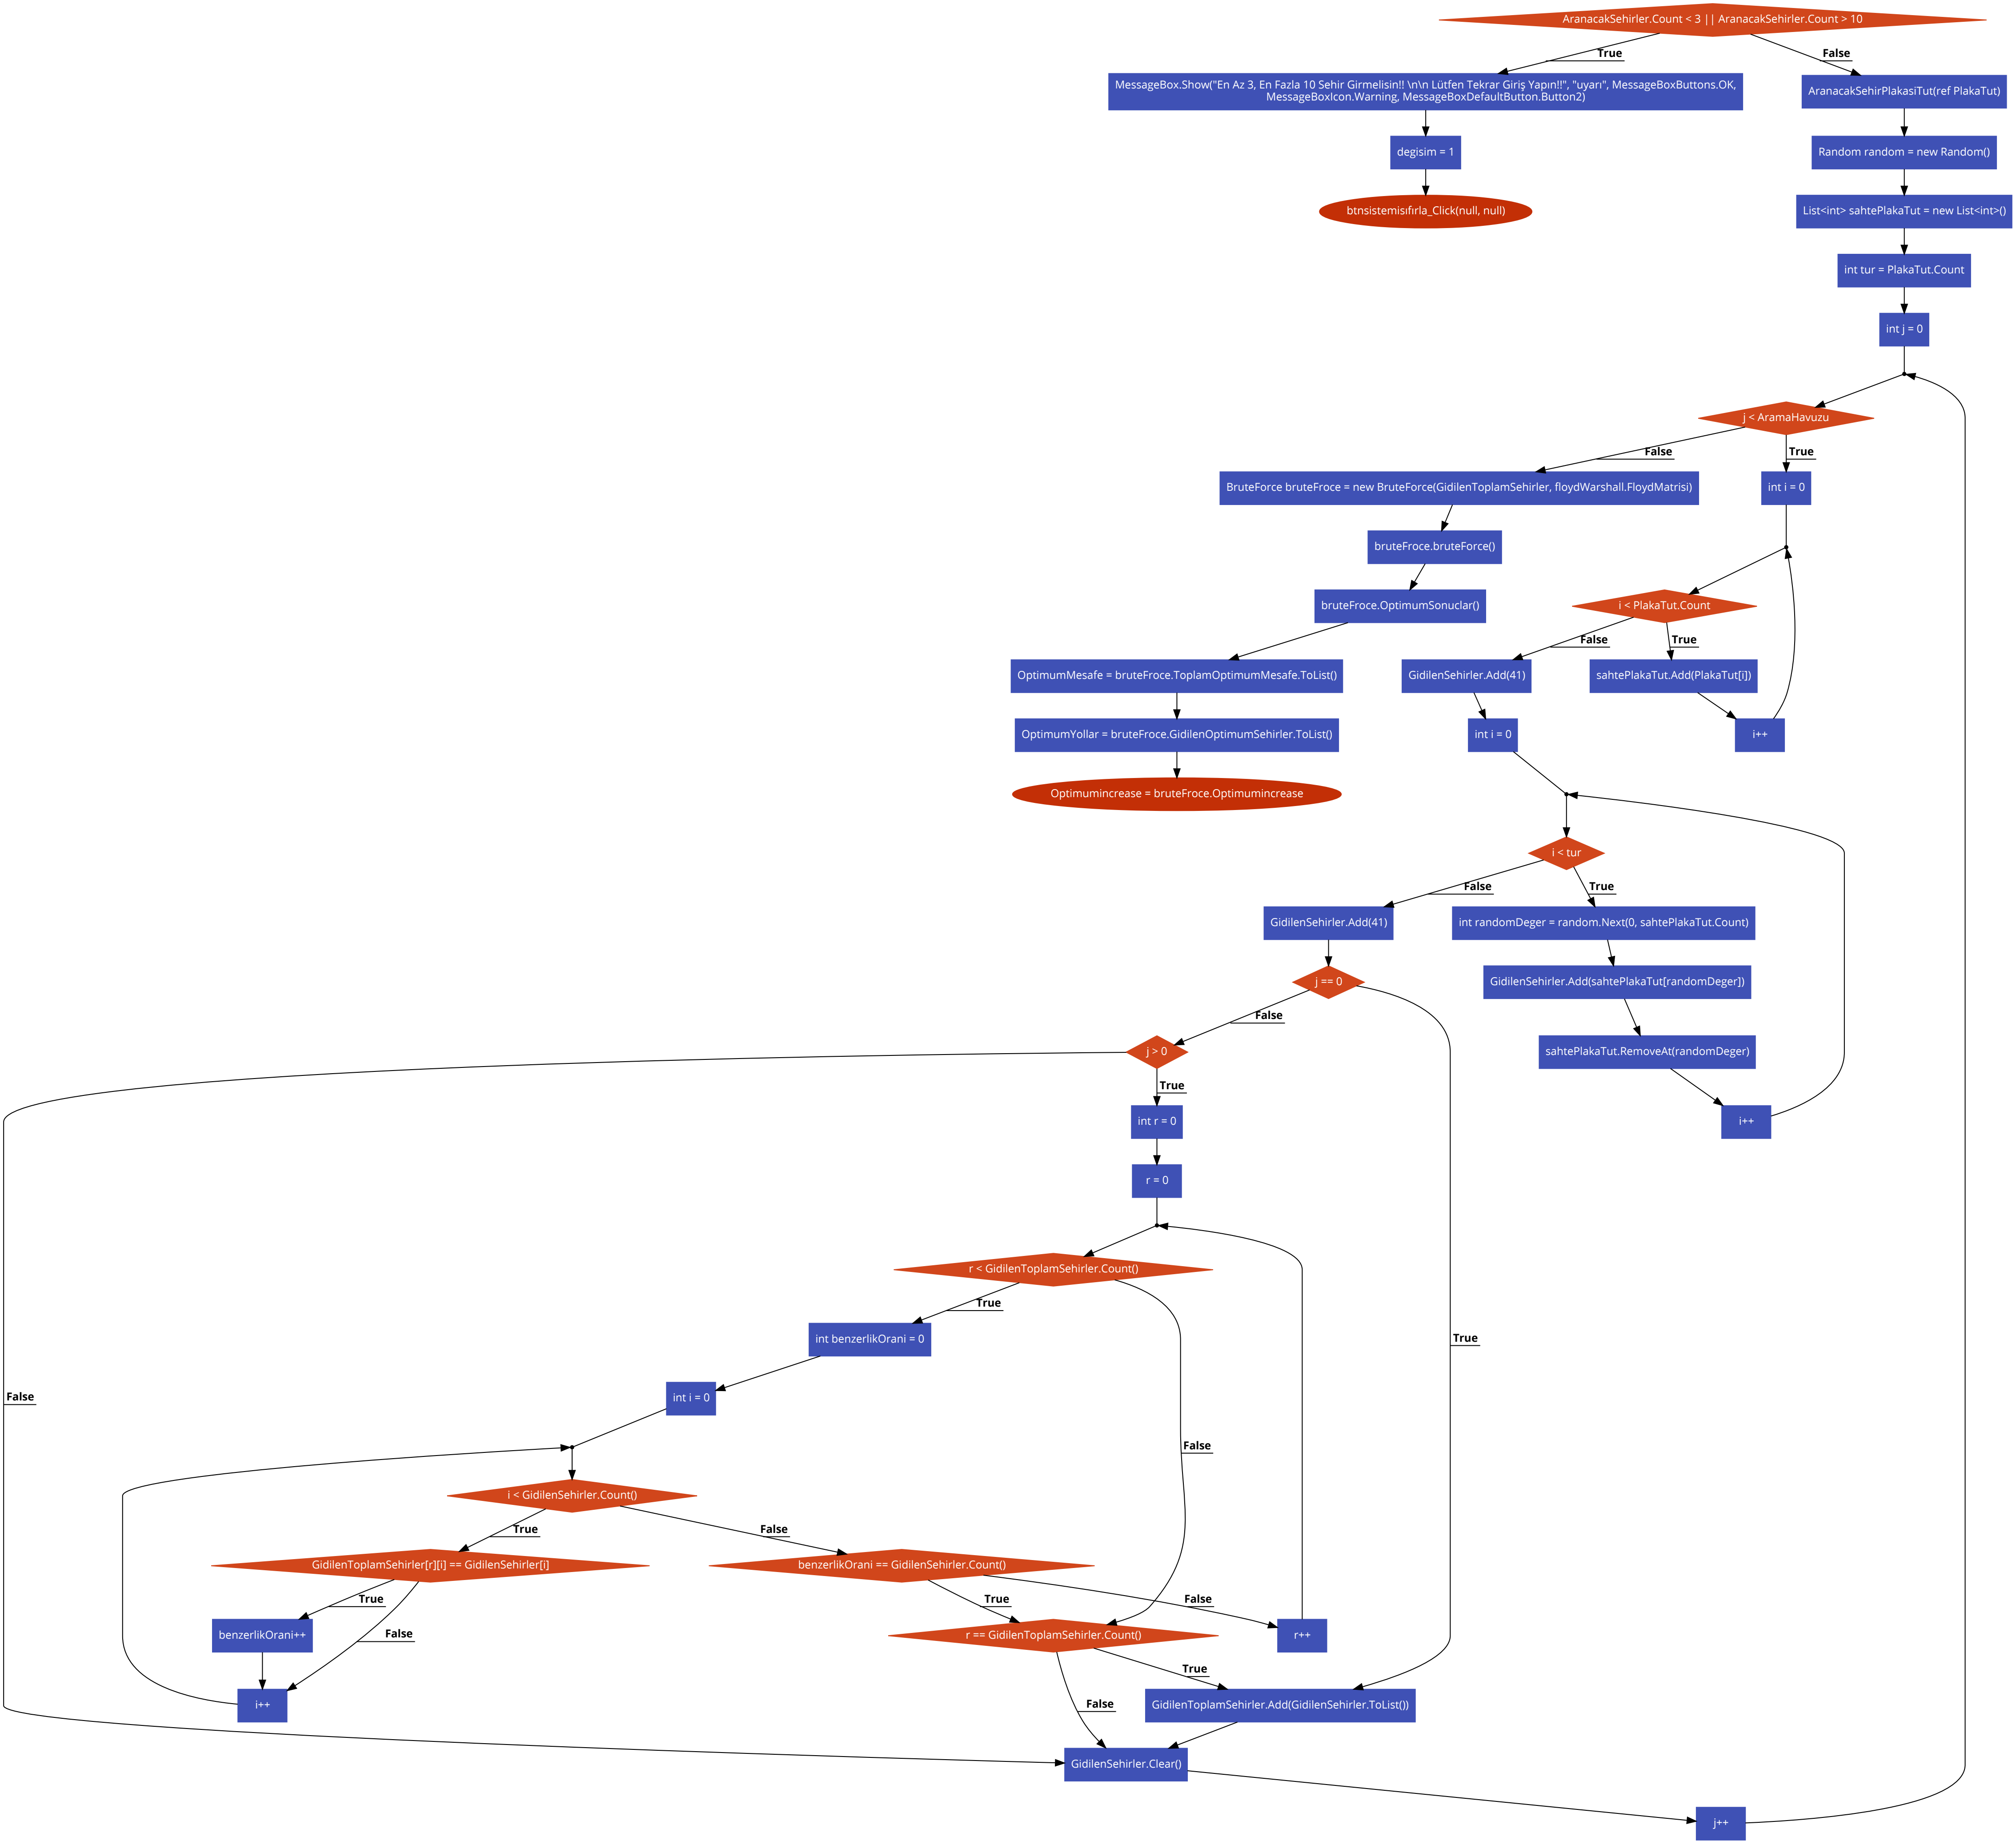 AranacakSehirler.Count < 3 || AranacakSehirler.Count > 10
True
False
MessageBox.Show("En Az 3, En Fazla 10 Sehir Girmelisin!! \n\n Lütfen Tekrar Giriş Yapın!!", "uyarı", MessageBoxButtons.OK,
MessageBoxIcon.Warning, MessageBoxDefaultButton.Button2)
AranacakSehirPlakasiTut(ref PlakaTut)
degisim = 1
Random random = new Random()
btnsistemisıfırla_Click(null, null)
List<int> sahtePlakaTut = new List<int>()
int tur = PlakaTut.Count
int j = 0
j < AramaHavuzu
False
True
BruteForce bruteFroce = new BruteForce(GidilenToplamSehirler, floydWarshall.FloydMatrisi)
int i = 0
bruteFroce.bruteForce()
bruteFroce.OptimumSonuclar()
i < PlakaTut.Count
False
True
OptimumMesafe = bruteFroce.ToplamOptimumMesafe.ToList()
GidilenSehirler.Add(41)
sahtePlakaTut.Add(PlakaTut[i])
OptimumYollar = bruteFroce.GidilenOptimumSehirler.ToList()
int i = 0
i++
Optimumincrease = bruteFroce.Optimumincrease
i < tur
False
True
GidilenSehirler.Add(41)
int randomDeger = random.Next(0, sahtePlakaTut.Count)
j == 0
GidilenSehirler.Add(sahtePlakaTut[randomDeger])
False
j > 0
sahtePlakaTut.RemoveAt(randomDeger)
True
int r = 0
i++
r = 0
r < GidilenToplamSehirler.Count()
True
int benzerlikOrani = 0
True
int i = 0
False
False
i < GidilenSehirler.Count()
True
False
GidilenToplamSehirler[r][i] == GidilenSehirler[i]
benzerlikOrani == GidilenSehirler.Count()
True
True
False
benzerlikOrani++
False
r == GidilenToplamSehirler.Count()
r++
True
i++
False
GidilenToplamSehirler.Add(GidilenSehirler.ToList())
GidilenSehirler.Clear()
j++